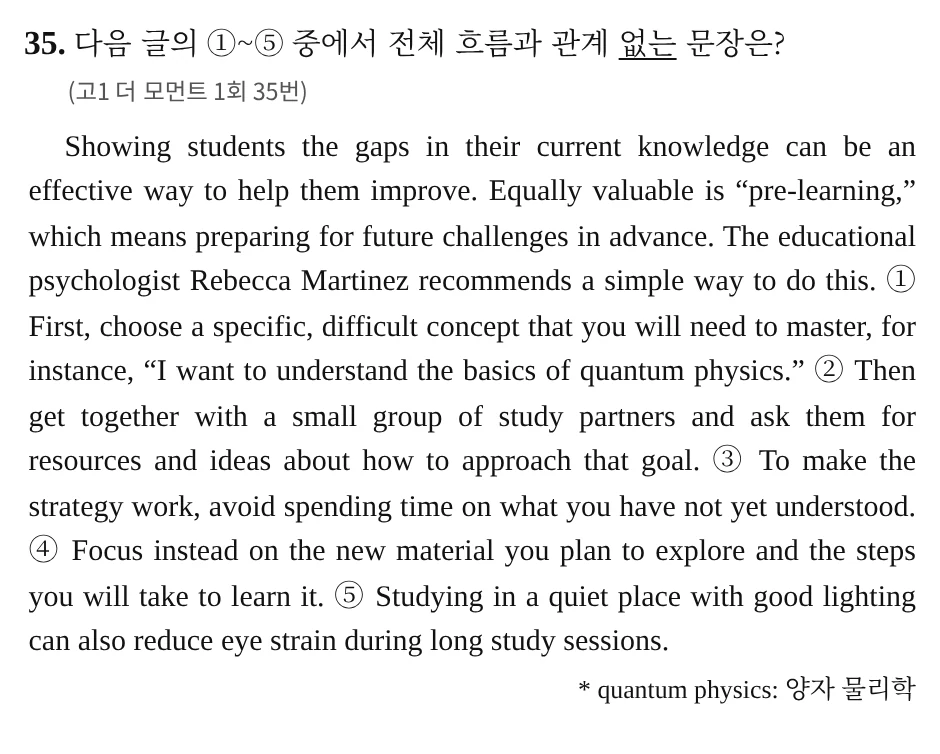 35. 다음 글의 ①~⑤ 중에서 전체 흐름과 관계 없는 문장은?
(고1 더 모먼트 1회 35번)
Showing students the gaps in their current knowledge can be an
effective way to help them improve. Equally valuable is “pre-learning,”
which means preparing for future challenges in advance. The educational
psychologist Rebecca Martinez recommends a simple way to do this. ①
First, choose a specific, difficult concept that you will need to master, for
instance, “I want to understand the basics of quantum physics.” ② Then
get together with a small group of study partners and ask them for
resources and ideas about how to approach that goal. ③ To make the
strategy work, avoid spending time on what you have not yet understood.
④ Focus instead on the new material you plan to explore and the steps
you will take to learn it. ⑤ Studying in a quiet place with good lighting
can also reduce eye strain during long study sessions.
* quantum physics: 양자 물리학